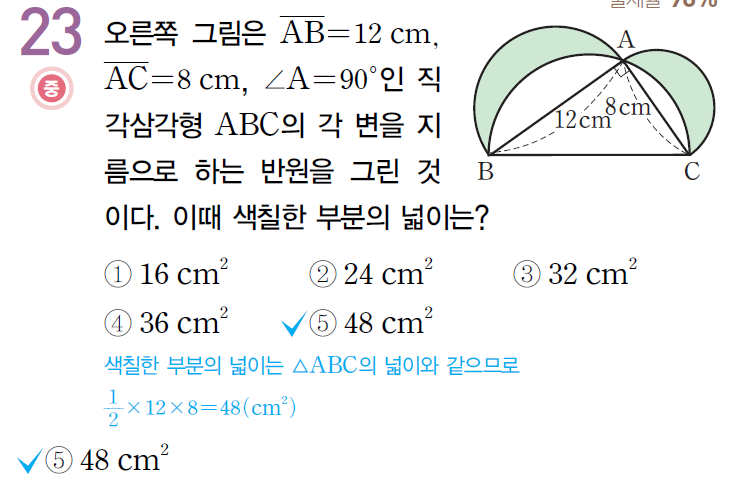 23
오른쪽 그림은 AB=12 cm,
중
AC=8 cm, ∠A=90°인 직
각삼각형 ABC의 각 변을 지
름으로 하는 반원을 그린 것
이다. 이때 색칠한 부분의 넓이는?
A
12cm
8cm
B
C
① 16 cm²
② 24 cm²
③ 32 cm²
④ 36 cm²
⑤ 48 cm²
색칠한 부분의 넓이는 △ABC의 넓이와 같으므로
1/2×12×8=48(cm²)
⑤ 48 cm²